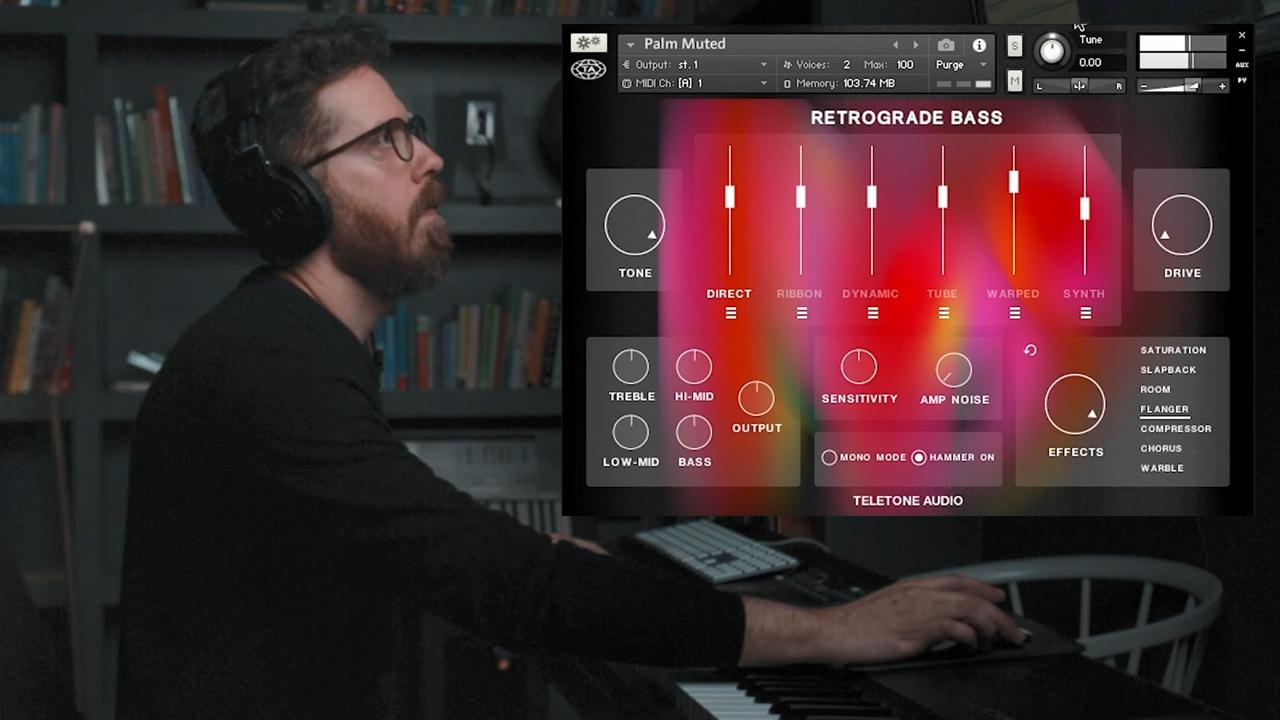 Palm Muted
Output: st.1
Voices: 2 Max: 100
Purge
MIDI Ch: [A] 1
Memory: 103.74 MB
S
M
Tune
0.00
L R
- +
AUX
PV
TA
RETROGRADE BASS
TONE
DIRECT RIBBON DYNAMIC TUBE WARPED SYNTH
DRIVE
TREBLE HI-MID
LOW-MID BASS
OUTPUT
SENSITIVITY AMP NOISE
MONO MODE HAMMER ON
EFFECTS
SATURATION
SLAPBACK
ROOM
FLANGER
COMPRESSOR
CHORUS
WARBLE
TELETONE AUDIO